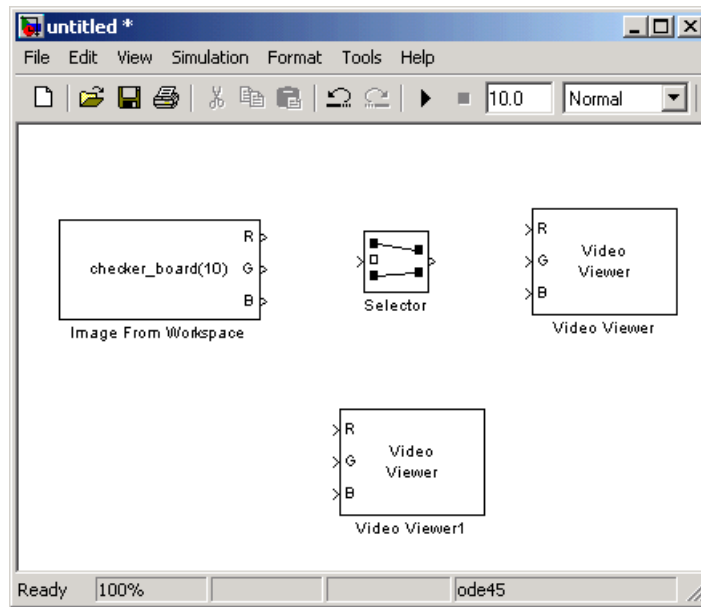 untitled *
File Edit View Simulation Format Tools Help
10.0 Normal
R
checker_board(10) G
B
Image From Workspace
Selector
R
G
B
Video
Viewer
Video Viewer
R
G
B
Video
Viewer
Video Viewer1
Ready 100% ode45